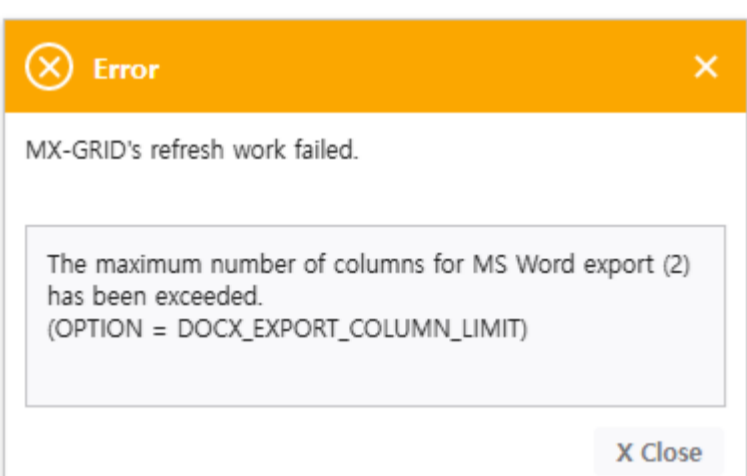 Error
MX-GRID's refresh work failed.
The maximum number of columns for MS Word export (2)
has been exceeded.
(OPTION = DOCX_EXPORT_COLUMN_LIMIT)
X Close